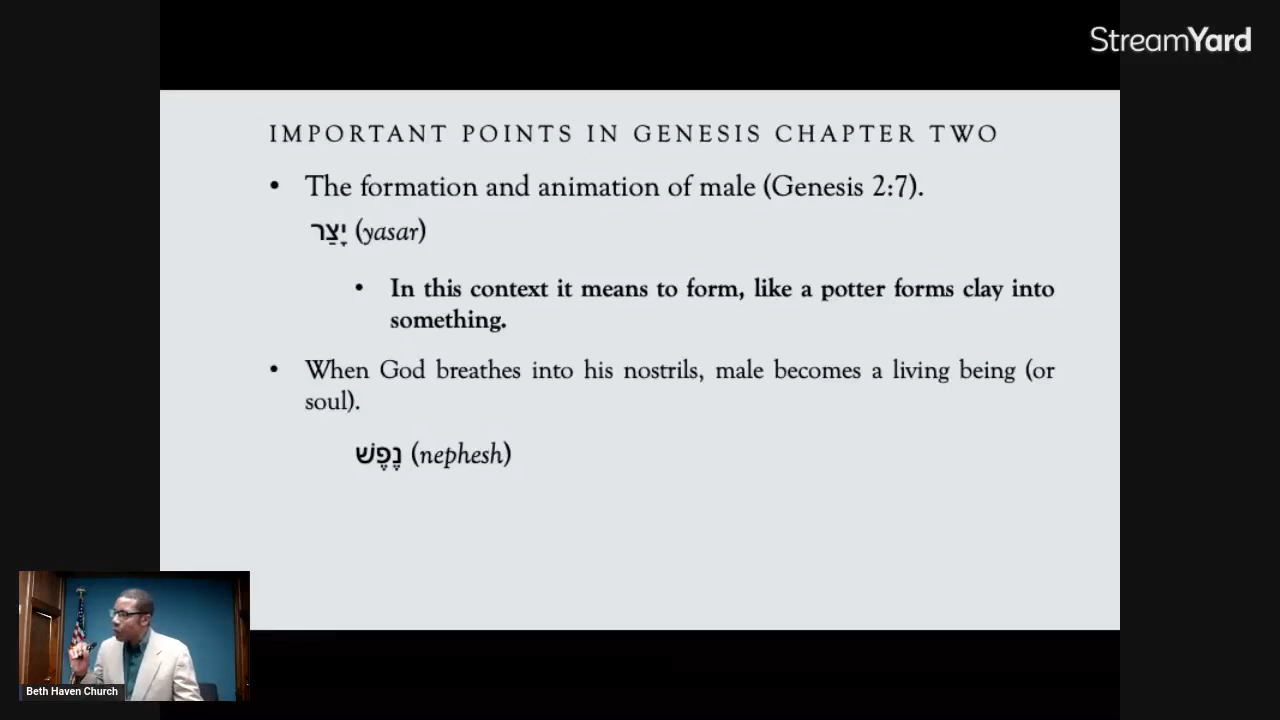 StreamYard
IMPORTANT POINTS IN GENESIS CHAPTER TWO
• The formation and animation of male (Genesis 2:7).
יָצַר (yasar)
• In this context it means to form, like a potter forms clay into
something.
• When God breathes into his nostrils, male becomes a living being (or
soul).
נֶפֶשׁ (nephesh)
Beth Haven Church